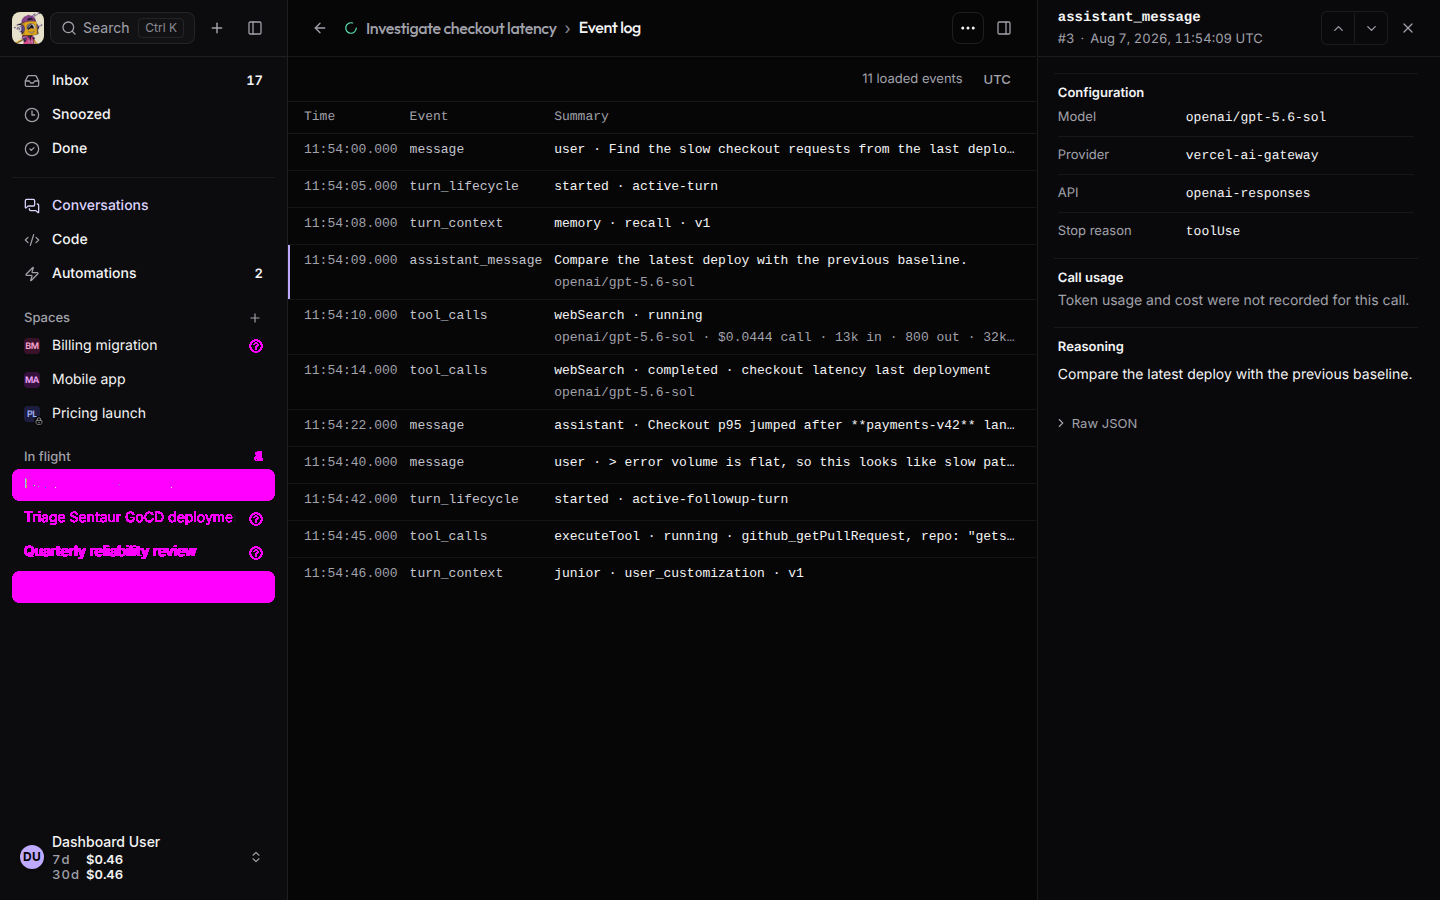 Search Ctrl K
Inbox 17
Snoozed
Done
Conversations
Code
Automations 2
Spaces
BM Billing migration
MA Mobile app
PL Pricing launch
In flight
Triage Sentaur GoCD deployme
Quarterly reliability review
DU Dashboard User
7d $0.46
30d $0.46
Investigate checkout latency › Event log
11 loaded events UTC
Time Event Summary
11:54:00.000 message user · Find the slow checkout requests from the last deplo…
11:54:05.000 turn_lifecycle started · active-turn
11:54:08.000 turn_context memory · recall · v1
11:54:09.000 assistant_message Compare the latest deploy with the previous baseline.
openai/gpt-5.6-sol
11:54:10.000 tool_calls webSearch · running
openai/gpt-5.6-sol · $0.0444 call · 13k in · 800 out · 32k…
11:54:14.000 tool_calls webSearch · completed · checkout latency last deployment
openai/gpt-5.6-sol
11:54:22.000 message assistant · Checkout p95 jumped after **payments-v42** lan…
11:54:40.000 message user · > error volume is flat, so this looks like slow pat…
11:54:42.000 turn_lifecycle started · active-followup-turn
11:54:45.000 tool_calls executeTool · running · github_getPullRequest, repo: "gets…
11:54:46.000 turn_context junior · user_customization · v1
assistant_message
#3 · Aug 7, 2026, 11:54:09 UTC
Configuration
Model openai/gpt-5.6-sol
Provider vercel-ai-gateway
API openai-responses
Stop reason toolUse
Call usage
Token usage and cost were not recorded for this call.
Reasoning
Compare the latest deploy with the previous baseline.
Raw JSON